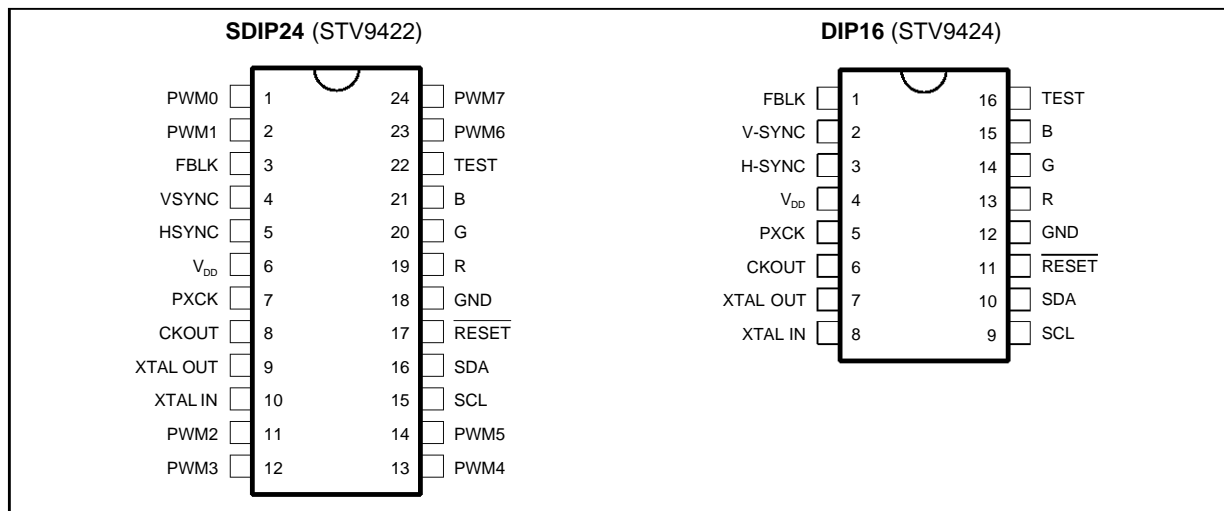 SDIP24 (STV9422)
PWM0 1 24 PWM7
PWM1 2 23 PWM6
FBLK 3 22 TEST
VSYNC 4 21 B
HSYNC 5 20 G
VDD 6 19 R
PXCK 7 18 GND
CKOUT 8 17 RESET
XTAL OUT 9 16 SDA
XTAL IN 10 15 SCL
PWM2 11 14 PWM5
PWM3 12 13 PWM4
DIP16 (STV9424)
FBLK 1 16 TEST
V-SYNC 2 15 B
H-SYNC 3 14 G
VDD 4 13 R
PXCK 5 12 GND
CKOUT 6 11 RESET
XTAL OUT 7 10 SDA
XTAL IN 8 9 SCL